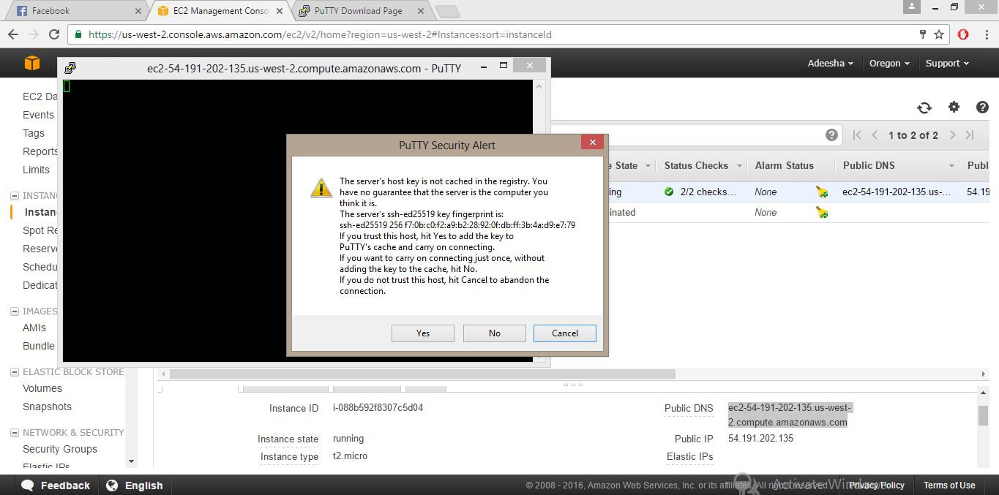 Facebook
EC2 Management Conso
PuTTY Download Page
https://us-west-2.console.aws.amazon.com/ec2/v2/home?region=us-west-2#Instances:sort=instanceId
ec2-54-191-202-135.us-west-2.compute.amazonaws.com - PuTTY
Adeesha
Oregon
Support
EC2 Da
Events
Tags
Reports
Limits
INSTANC
Instan
Spot Re
Reserve
Schedu
Dedicat
IMAGES
AMIs
Bundle
ELASTIC BLOCK STORE
Volumes
Snapshots
NETWORK & SECURITY
Security Groups
Elastic IPs
1 to 2 of 2
e State
Status Checks
Alarm Status
Public DNS
Publ
ing
2/2 checks…
None
ec2-54-191-202-135.us-…
54.19
inated
None
PuTTY Security Alert
The server's host key is not cached in the registry. You
have no guarantee that the server is the computer you
think it is.
The server's ssh-ed25519 key fingerprint is:
ssh-ed25519 256 f7:0b:c0:f2:a9:b2:28:92:0f:db:ff:3b:4a:d9:e7:79
If you trust this host, hit Yes to add the key to
PuTTY's cache and carry on connecting.
If you want to carry on connecting just once, without
adding the key to the cache, hit No.
If you do not trust this host, hit Cancel to abandon the
connection.
Yes
No
Cancel
Instance ID
i-088b592f8307c5d04
Public DNS
ec2-54-191-202-135.us-west-
2.compute.amazonaws.com
Instance state
running
Public IP
54.191.202.135
Instance type
t2.micro
Elastic IPs
Feedback
English
© 2008 - 2016, Amazon Web Services, Inc. or its affiliates. All rights reserved.
Activate Windows
Privacy Policy
Terms of Use